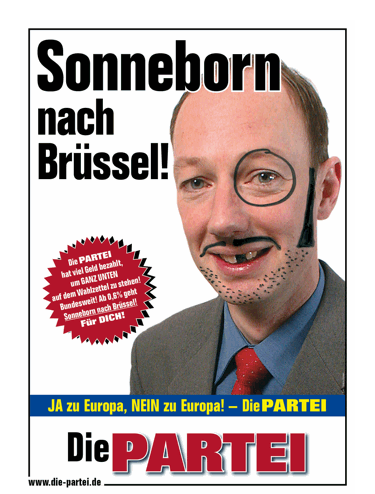 Sonneborn
nach
Brüssel!
Die PARTEI
hat viel Geld bezahlt,
um GANZ UNTEN
auf dem Wahlzettel zu stehen!
Bundesweit! Ab 0,6% geht
Sonneborn nach Brüssel!
Für DICH!
JA zu Europa, NEIN zu Europa! – Die PARTEI
Die PARTEI
www.die-partei.de